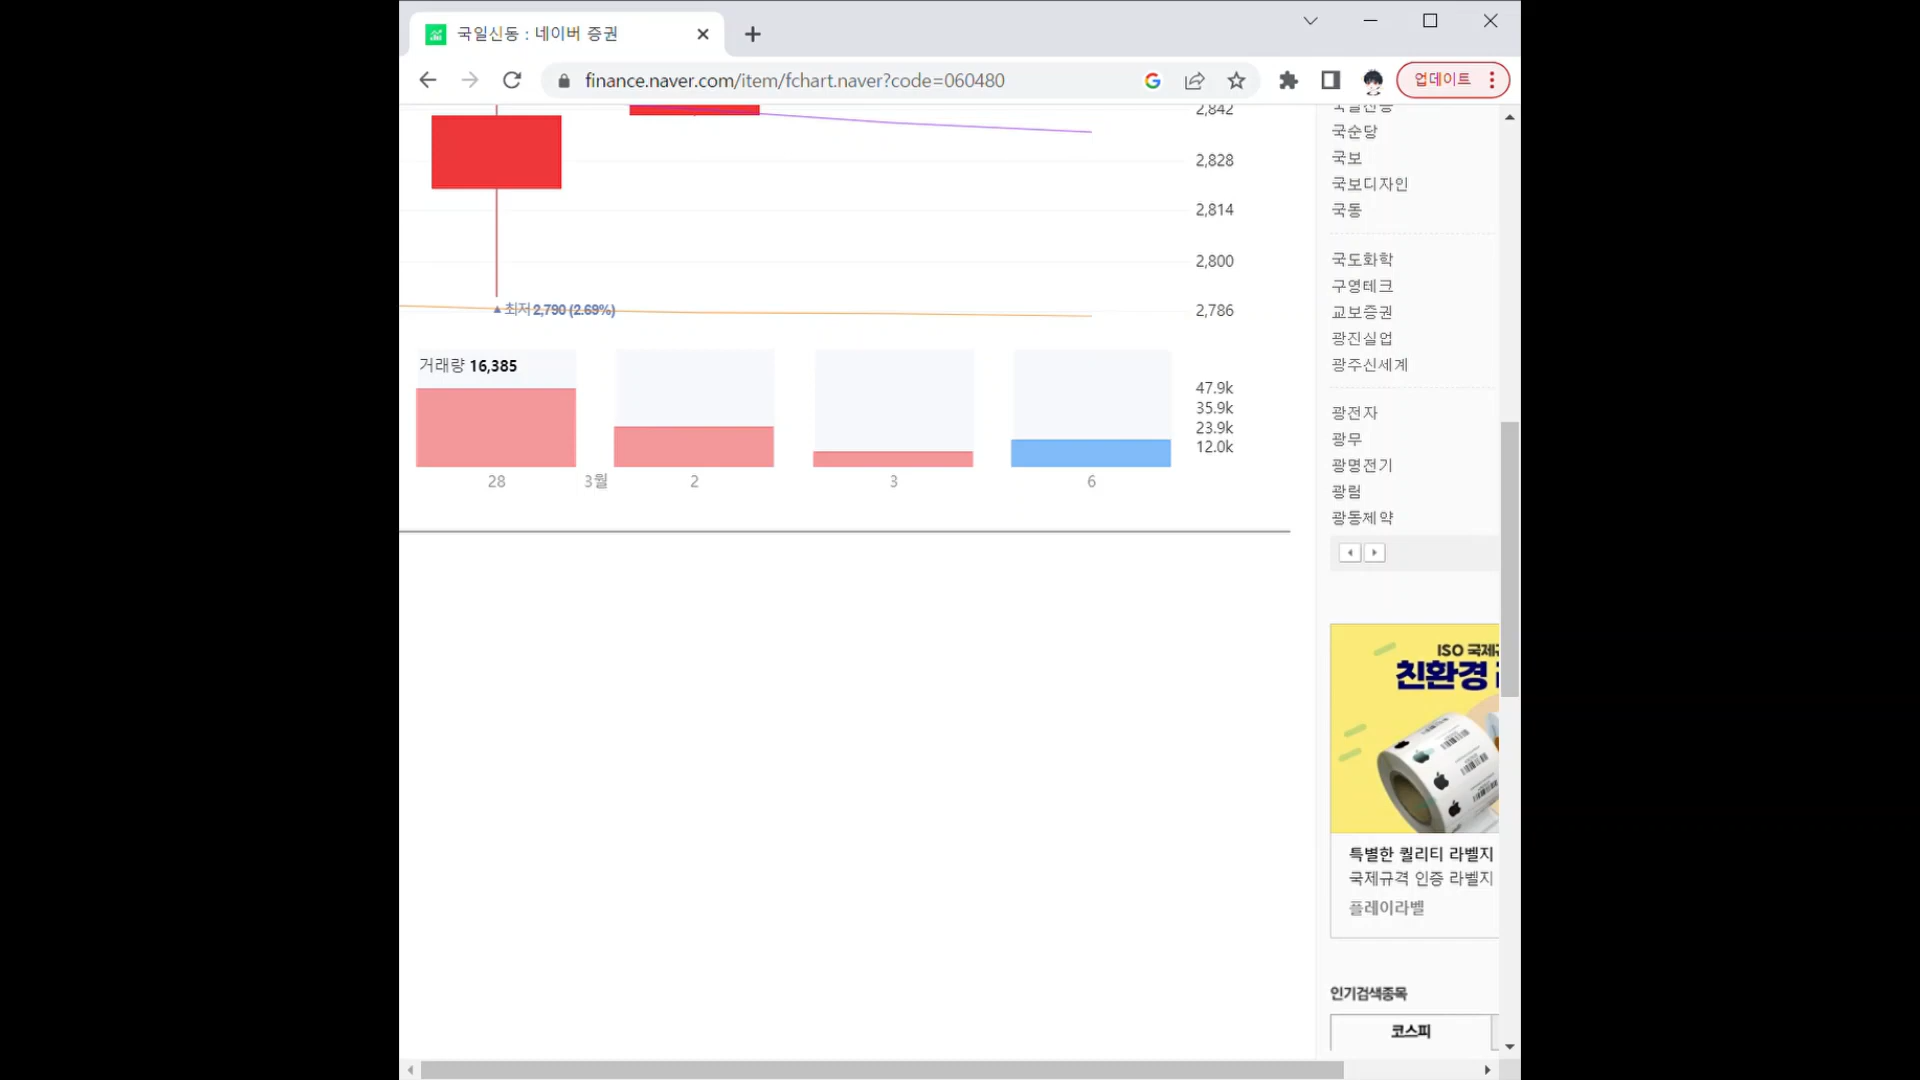 국일신동 : 네이버 증권
finance.naver.com/item/fchart.naver?code=060480
업데이트
2,842
2,828
2,814
2,800
2,786
최저 2,790 (2.69%)
거래량 16,385
47.9k
35.9k
23.9k
12.0k
28
3월
2
3
6
국일신동
국순당
국보
국보디자인
국동
국도화학
구영테크
교보증권
광진실업
광주신세계
광전자
광무
광명전기
광림
광동제약
ISO 국제
친환경
특별한 퀄리티 라벨지
국제규격 인증 라벨지
플레이라벨
인기검색종목
코스피